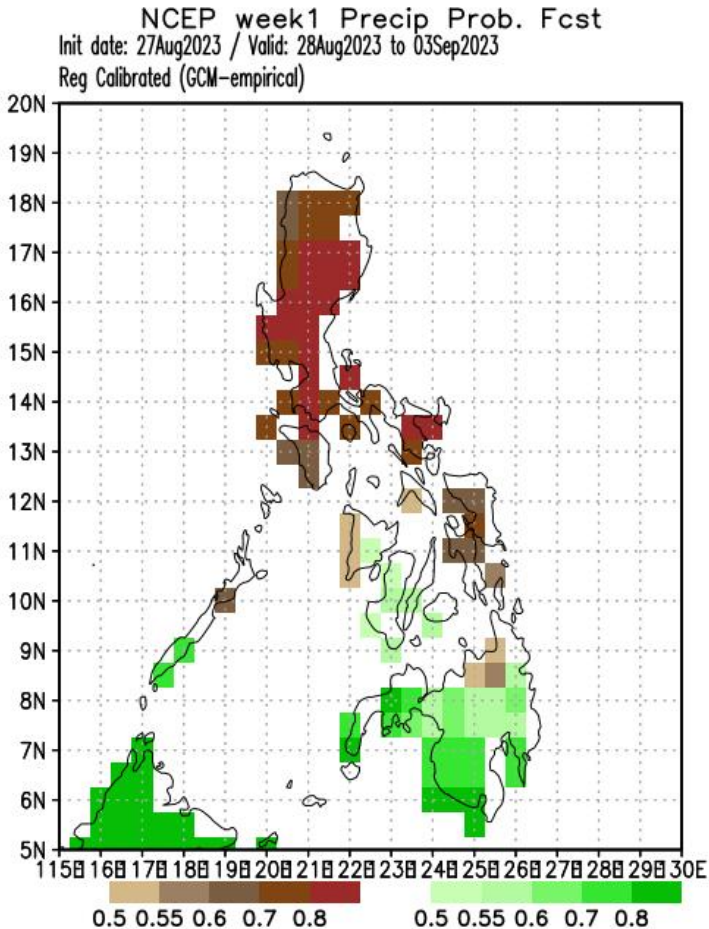 NCEP week1 Precip Prob. Fcst
Init date: 27Aug2023 / Valid: 28Aug2023 to 03Sep2023
Reg Calibrated (GCM-empirical)
20N
19N
18N
17N
16N
15N
14N
13N
12N
11N
10N
9N
8N
7N
6N
5N
115E 116E 117E 118E 119E 120E 121E 122E 123E 124E 125E 126E 127E 128E 129E 130E
0.5 0.55 0.6 0.7 0.8 0.5 0.55 0.6 0.7 0.8